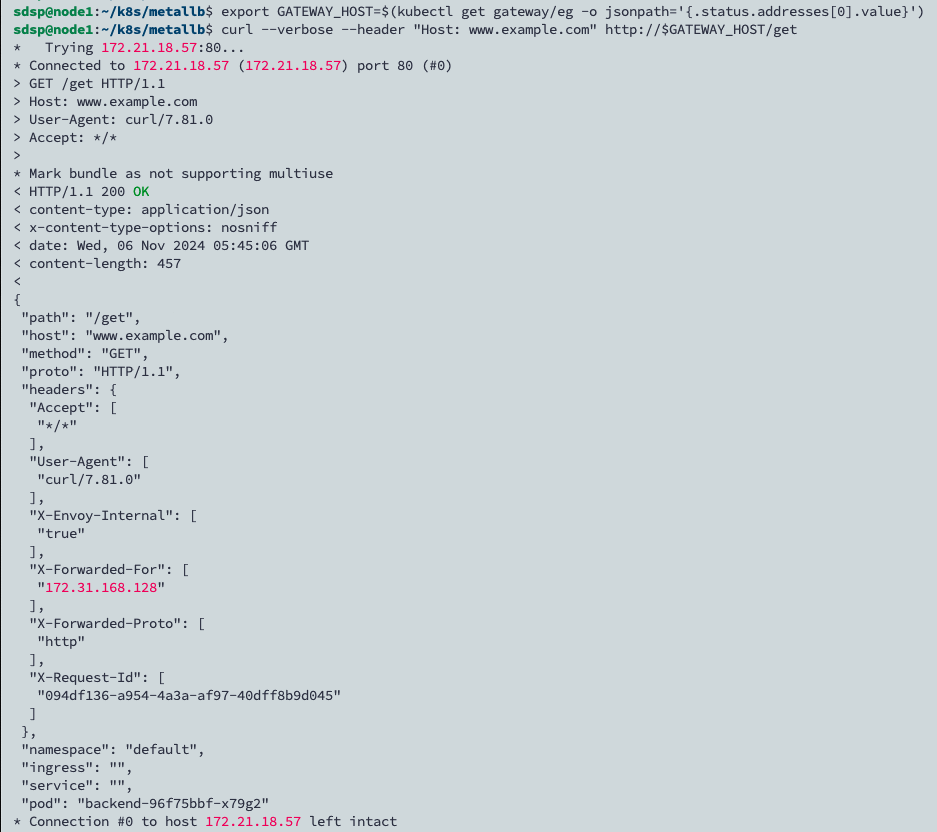 sdsp@node1:~/k8s/metallb$ export GATEWAY_HOST=$(kubectl get gateway/eg -o jsonpath='{.status.addresses[0].value}')
sdsp@node1:~/k8s/metallb$ curl --verbose --header "Host: www.example.com" http://$GATEWAY_HOST/get
*   Trying 172.21.18.57:80...
* Connected to 172.21.18.57 (172.21.18.57) port 80 (#0)
> GET /get HTTP/1.1
> Host: www.example.com
> User-Agent: curl/7.81.0
> Accept: */*
>
* Mark bundle as not supporting multiuse
< HTTP/1.1 200 OK
< content-type: application/json
< x-content-type-options: nosniff
< date: Wed, 06 Nov 2024 05:45:06 GMT
< content-length: 457
<
{
 "path": "/get",
 "host": "www.example.com",
 "method": "GET",
 "proto": "HTTP/1.1",
 "headers": {
  "Accept": [
   "*/*"
  ],
  "User-Agent": [
   "curl/7.81.0"
  ],
  "X-Envoy-Internal": [
   "true"
  ],
  "X-Forwarded-For": [
   "172.31.168.128"
  ],
  "X-Forwarded-Proto": [
   "http"
  ],
  "X-Request-Id": [
   "094df136-a954-4a3a-af97-40dff8b9d045"
  ]
 },
 "namespace": "default",
 "ingress": "",
 "service": "",
 "pod": "backend-96f75bbf-x79g2"
* Connection #0 to host 172.21.18.57 left intact